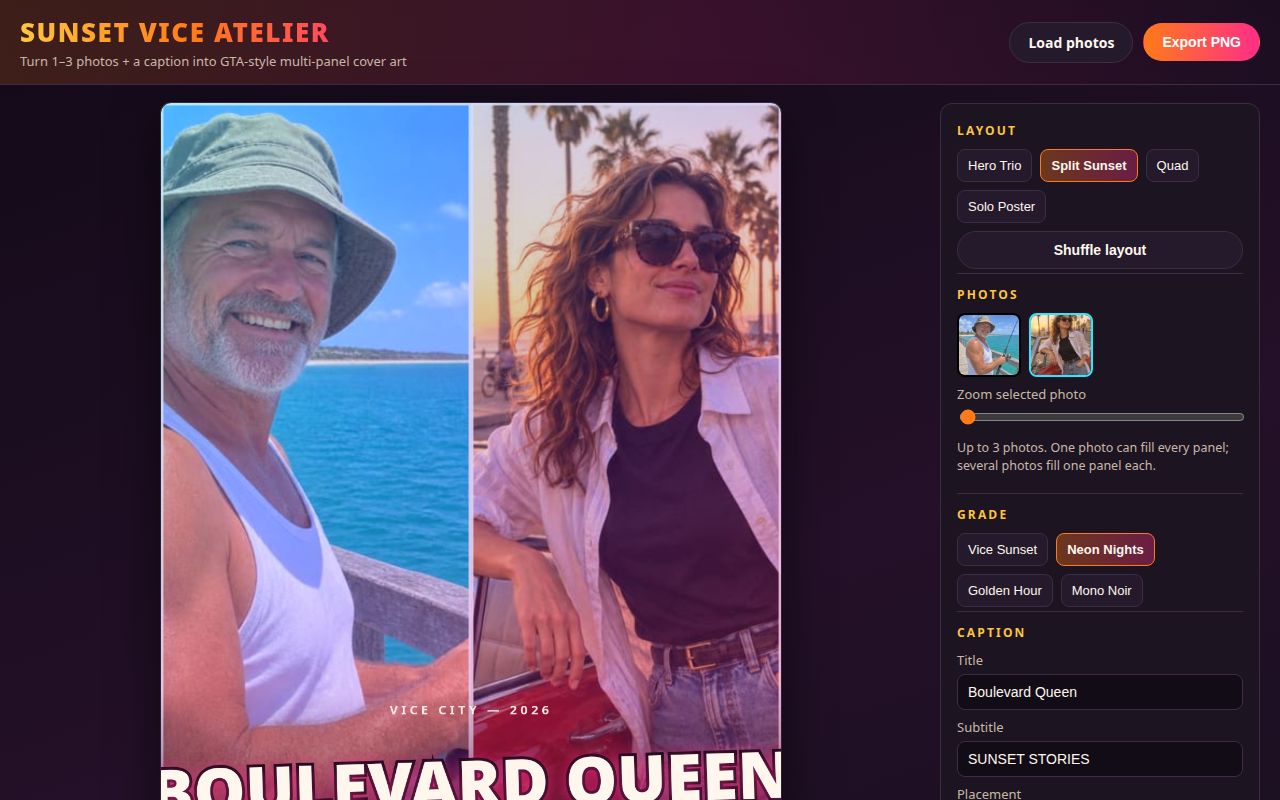 SUNSET VICE ATELIER
Turn 1–3 photos + a caption into GTA-style multi-panel cover art
Load photos
Export PNG
VICE CITY — 2026
BOULEVARD QUEEN
LAYOUT
Hero Trio
Split Sunset
Quad
Solo Poster
Shuffle layout
PHOTOS
Zoom selected photo
Up to 3 photos. One photo can fill every panel;
several photos fill one panel each.
GRADE
Vice Sunset
Neon Nights
Golden Hour
Mono Noir
CAPTION
Title
Boulevard Queen
Subtitle
SUNSET STORIES
Placement